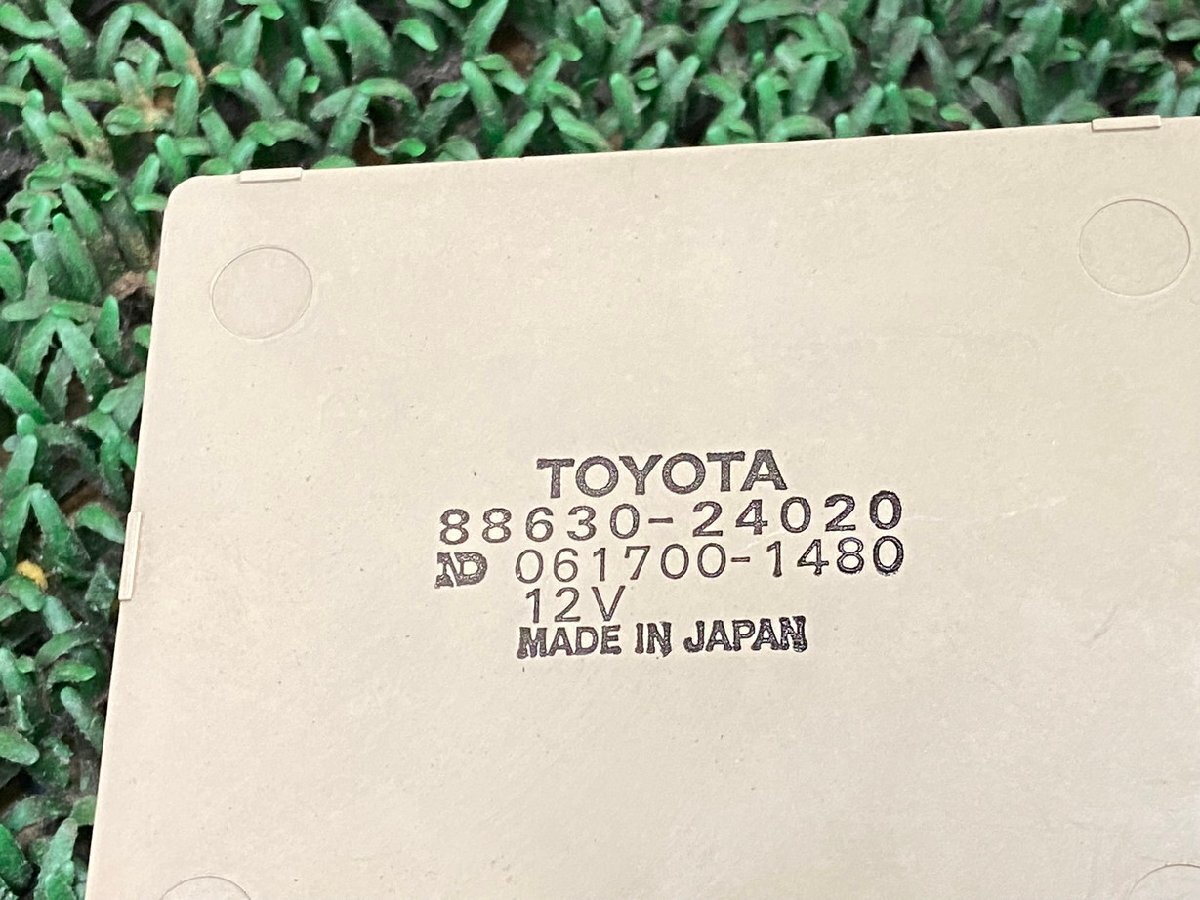 TOYOTA
88630-24020
ND 061700-1480
12V
MADE IN JAPAN